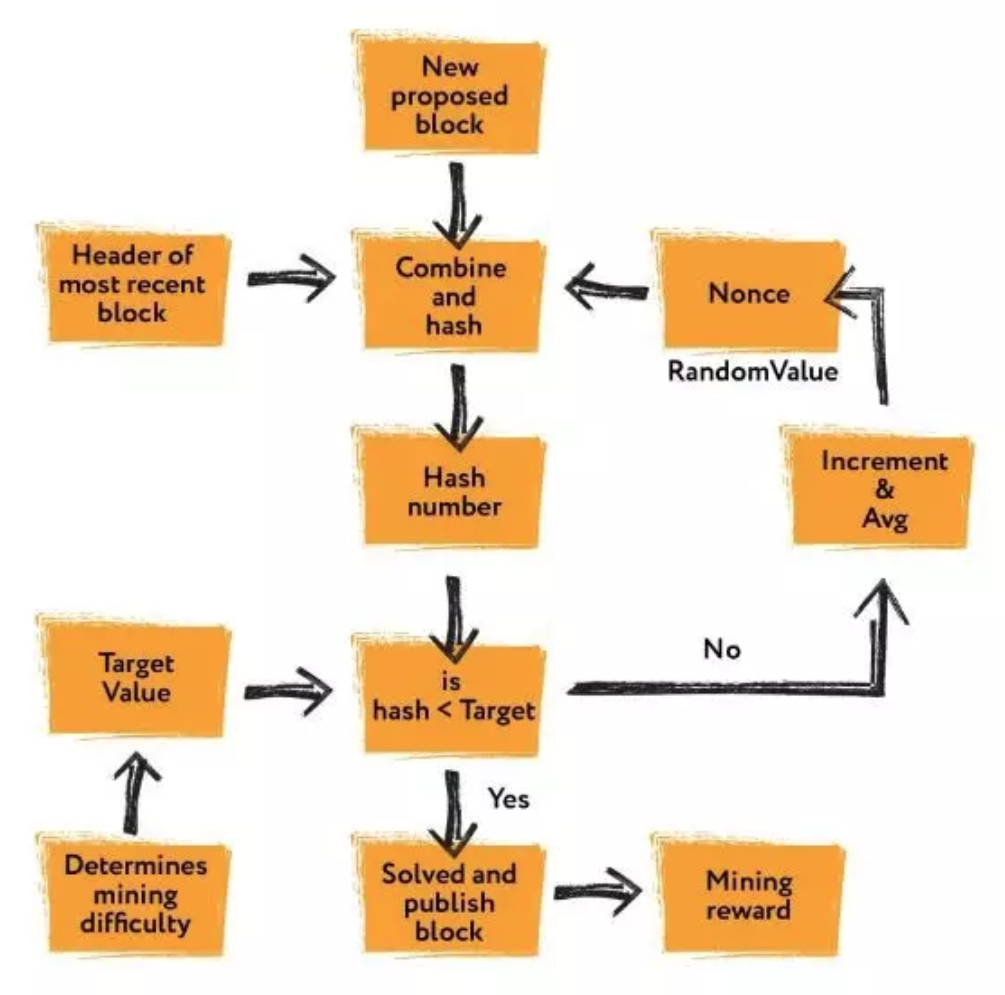 New
proposed
block
Header of
most recent
block
Combine
and
hash
Nonce
RandomValue
Hash
number
Increment
&
Avg
Target
Value
is
hash < Target
No
Yes
Determines
mining
difficulty
Solved and
publish
block
Mining
reward